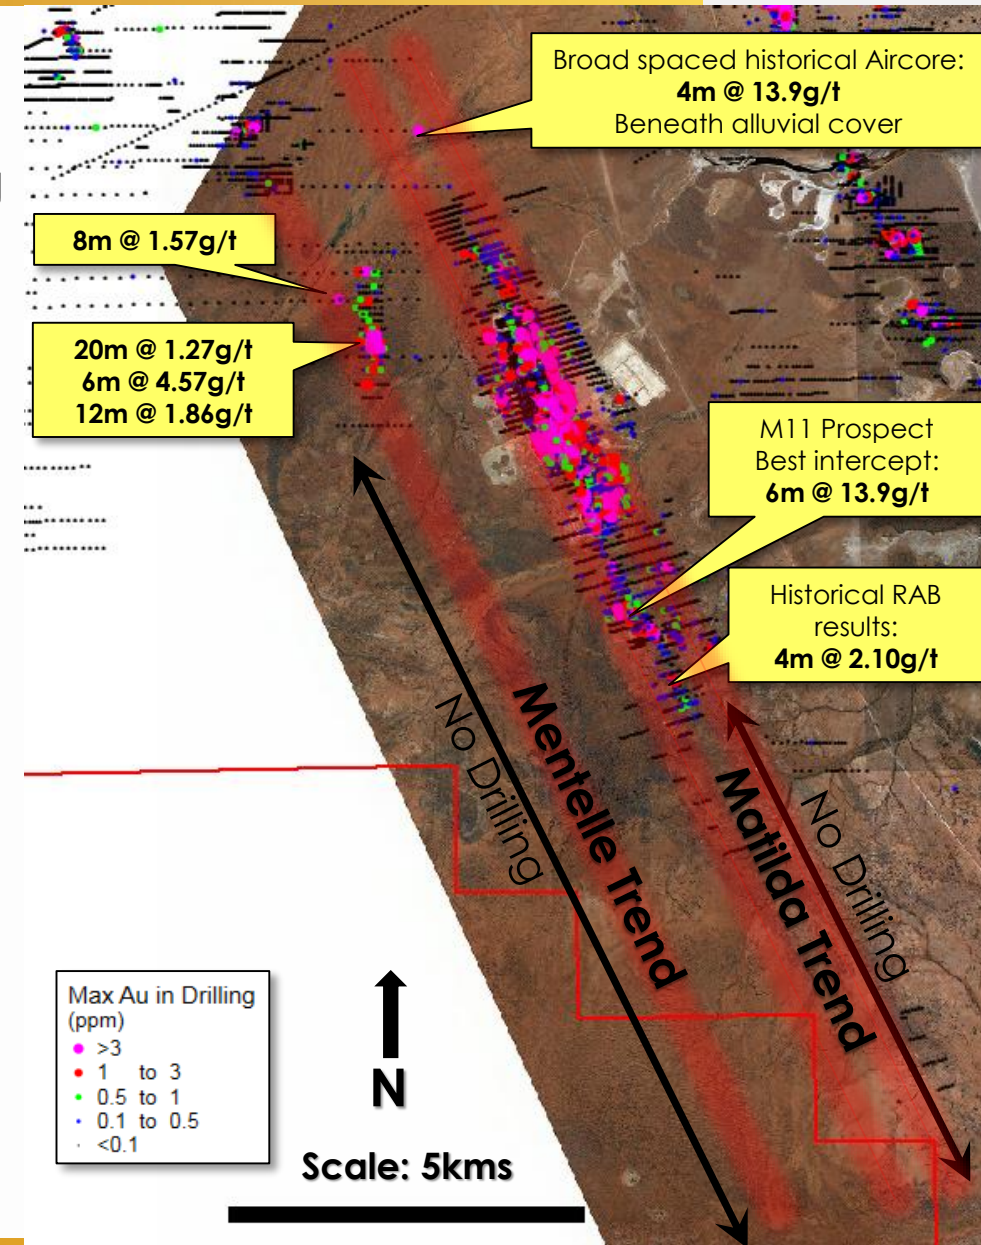 Broad spaced historical Aircore:
4m @ 13.9g/t
Beneath alluvial cover
8m @ 1.57g/t
20m @ 1.27g/t
6m @ 4.57g/t
12m @ 1.86g/t
M11 Prospect
Best intercept:
6m @ 13.9g/t
Historical RAB
results:
4m @ 2.10g/t
No Drilling
Mentelle Trend
Matilda Trend
No Drilling
Max Au in Drilling
(ppm)
>3
1 to 3
0.5 to 1
0.1 to 0.5
<0.1
N
Scale: 5kms